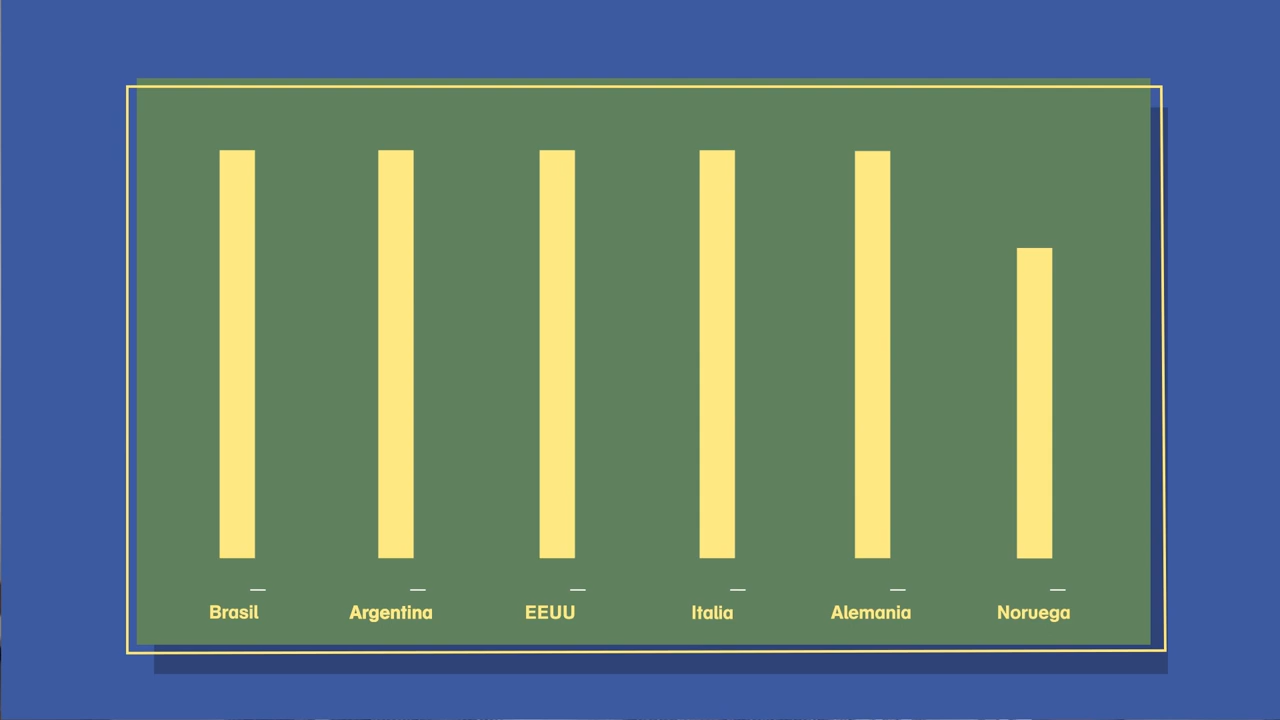 Brasil
Argentina
EEUU
Italia
Alemania
Noruega